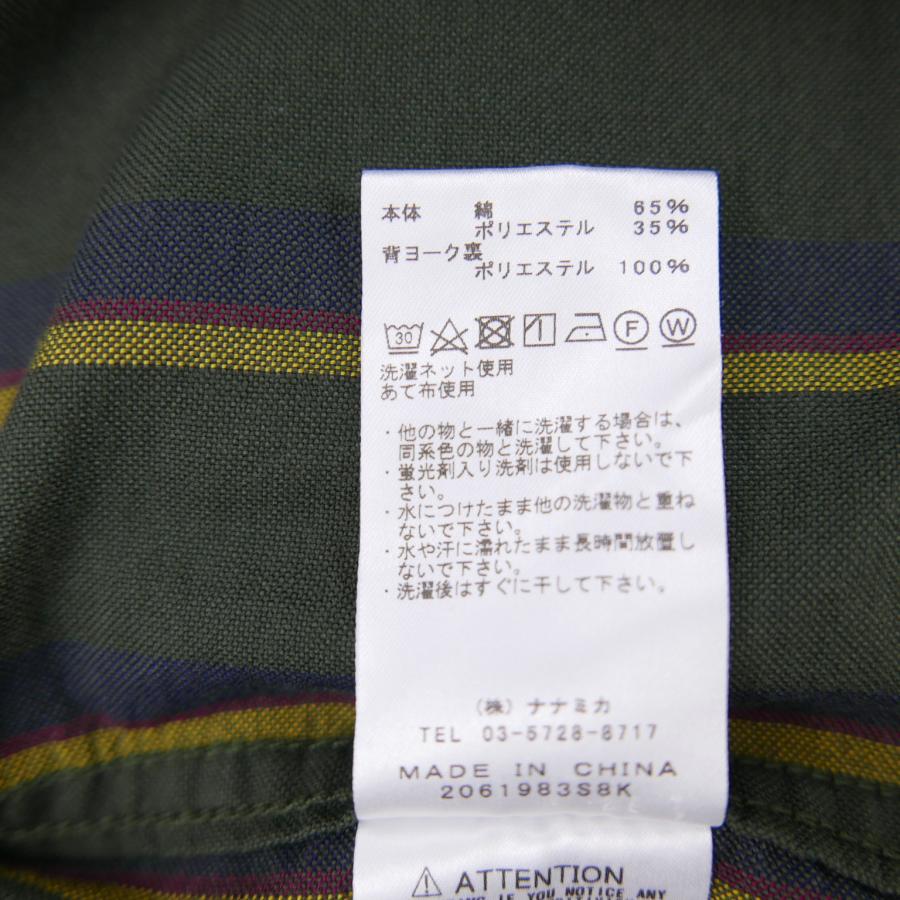 本体 綿 65%
ポリエステル 35%
背ヨーク裏
ポリエステル 100%
30 F W
洗濯ネット使用
あて布使用
・他の物と一緒に洗濯する場合は、
同系色の物と洗濯して下さい。
・蛍光剤入り洗剤は使用しないで下
さい。
・水につけたまま他の洗濯物と重ね
ないで下さい。
・水や汗に濡れたまま長時間放置し
ないで下さい。
・洗濯後はすぐに干して下さい。
(株) ナナミカ
TEL 03-5728-8717
MADE IN CHINA
2061983S8K
ATTENTION
IF YOU NOTICE ANY